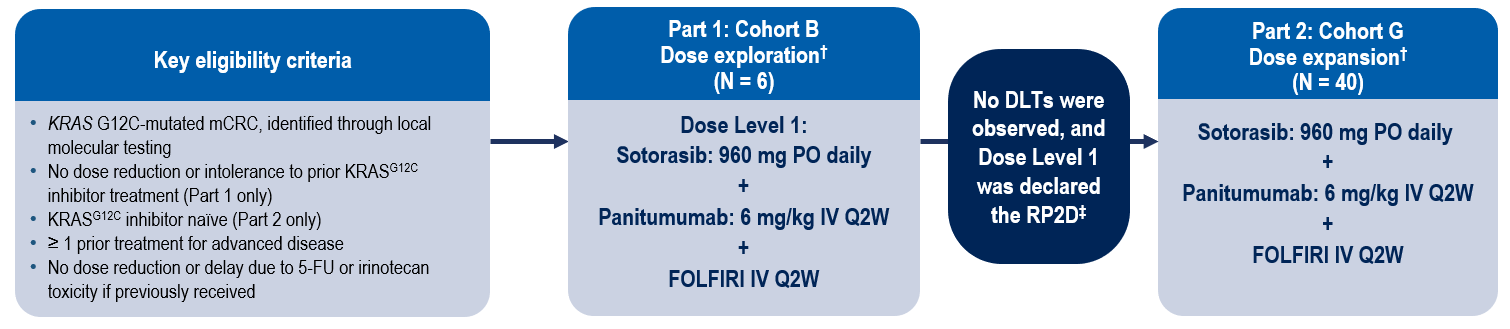 Key eligibility criteria
• KRAS G12C-mutated mCRC, identified through local
molecular testing
• No dose reduction or intolerance to prior KRASG12C
inhibitor treatment (Part 1 only)
• KRASG12C inhibitor naïve (Part 2 only)
• ≥ 1 prior treatment for advanced disease
• No dose reduction or delay due to 5-FU or irinotecan
toxicity if previously received
Part 1: Cohort B
Dose exploration†
(N = 6)
Dose Level 1:
Sotorasib: 960 mg PO daily
+
Panitumumab: 6 mg/kg IV Q2W
+
FOLFIRI IV Q2W
No DLTs were
observed, and
Dose Level 1
was declared
the RP2D‡
Part 2: Cohort G
Dose expansion†
(N = 40)
Sotorasib: 960 mg PO daily
+
Panitumumab: 6 mg/kg IV Q2W
+
FOLFIRI IV Q2W